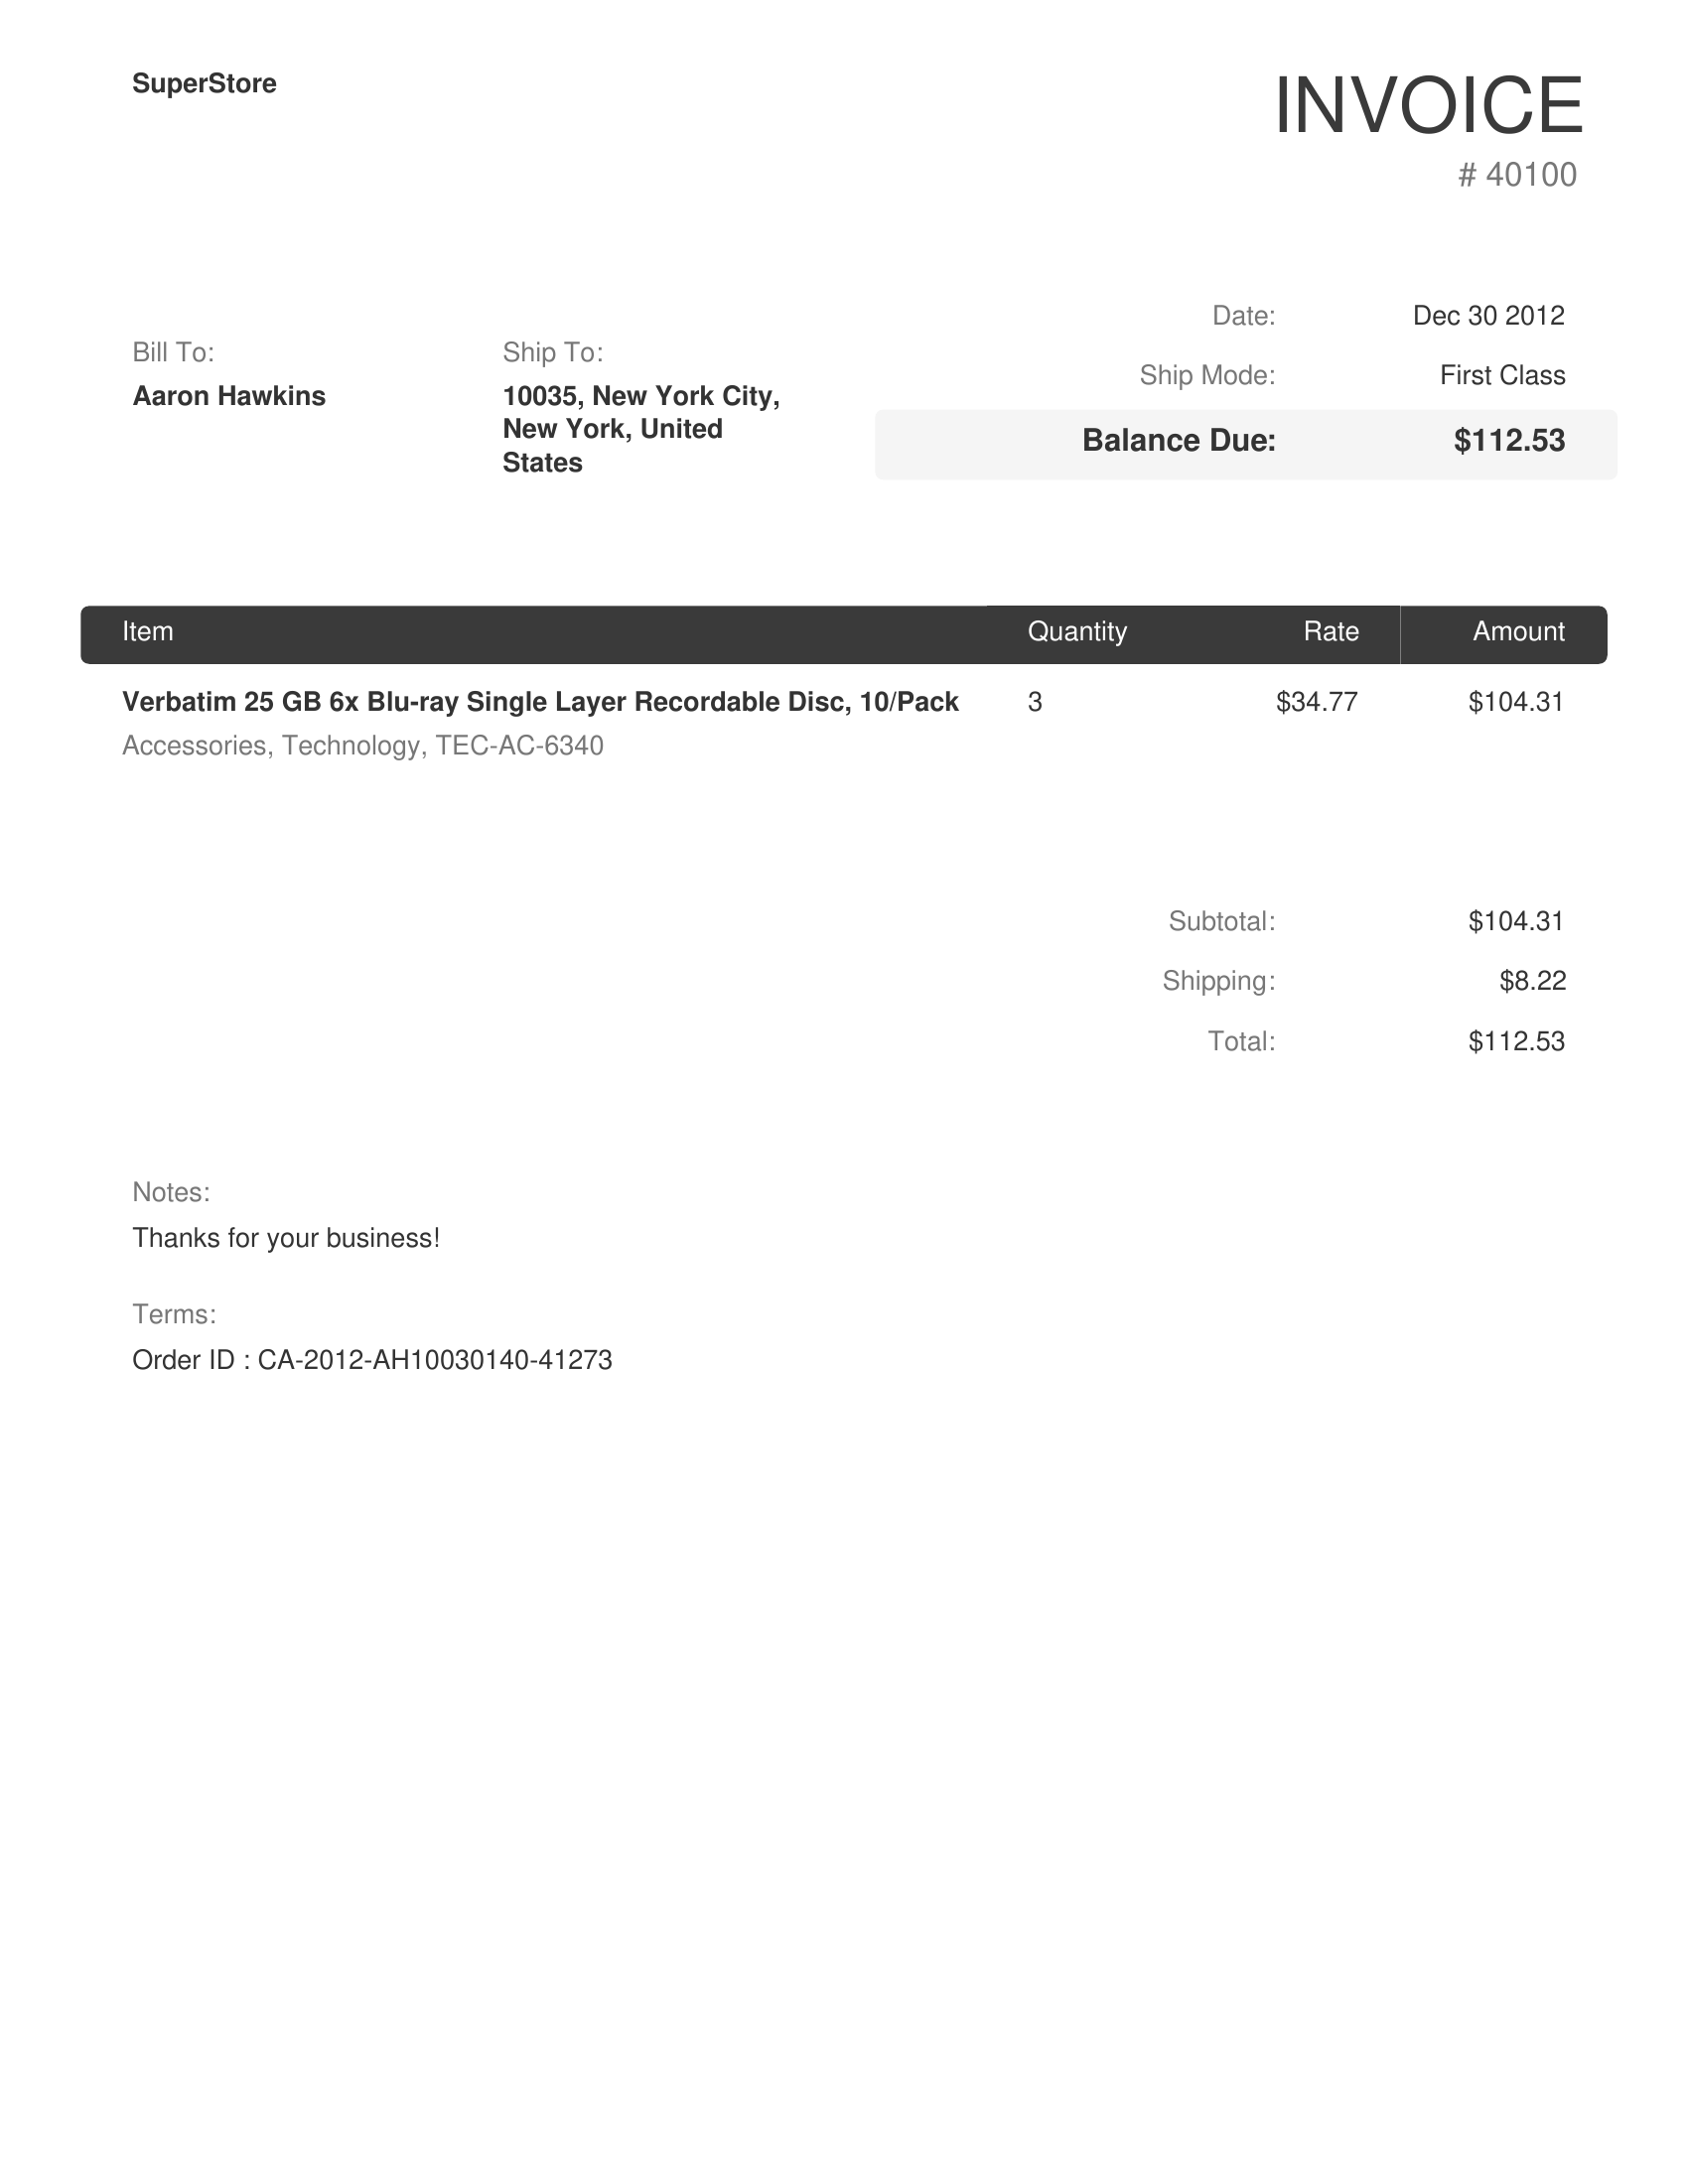 SuperStore
INVOICE
# 40100
Date: Dec 30 2012
Ship Mode: First Class
Balance Due: $112.53
Bill To:
Aaron Hawkins
Ship To:
10035, New York City,
New York, United
States
Item Quantity Rate Amount
Verbatim 25 GB 6x Blu-ray Single Layer Recordable Disc, 10/Pack 3 $34.77 $104.31
Accessories, Technology, TEC-AC-6340
Subtotal: $104.31
Shipping: $8.22
Total: $112.53
Notes:
Thanks for your business!
Terms:
Order ID : CA-2012-AH10030140-41273